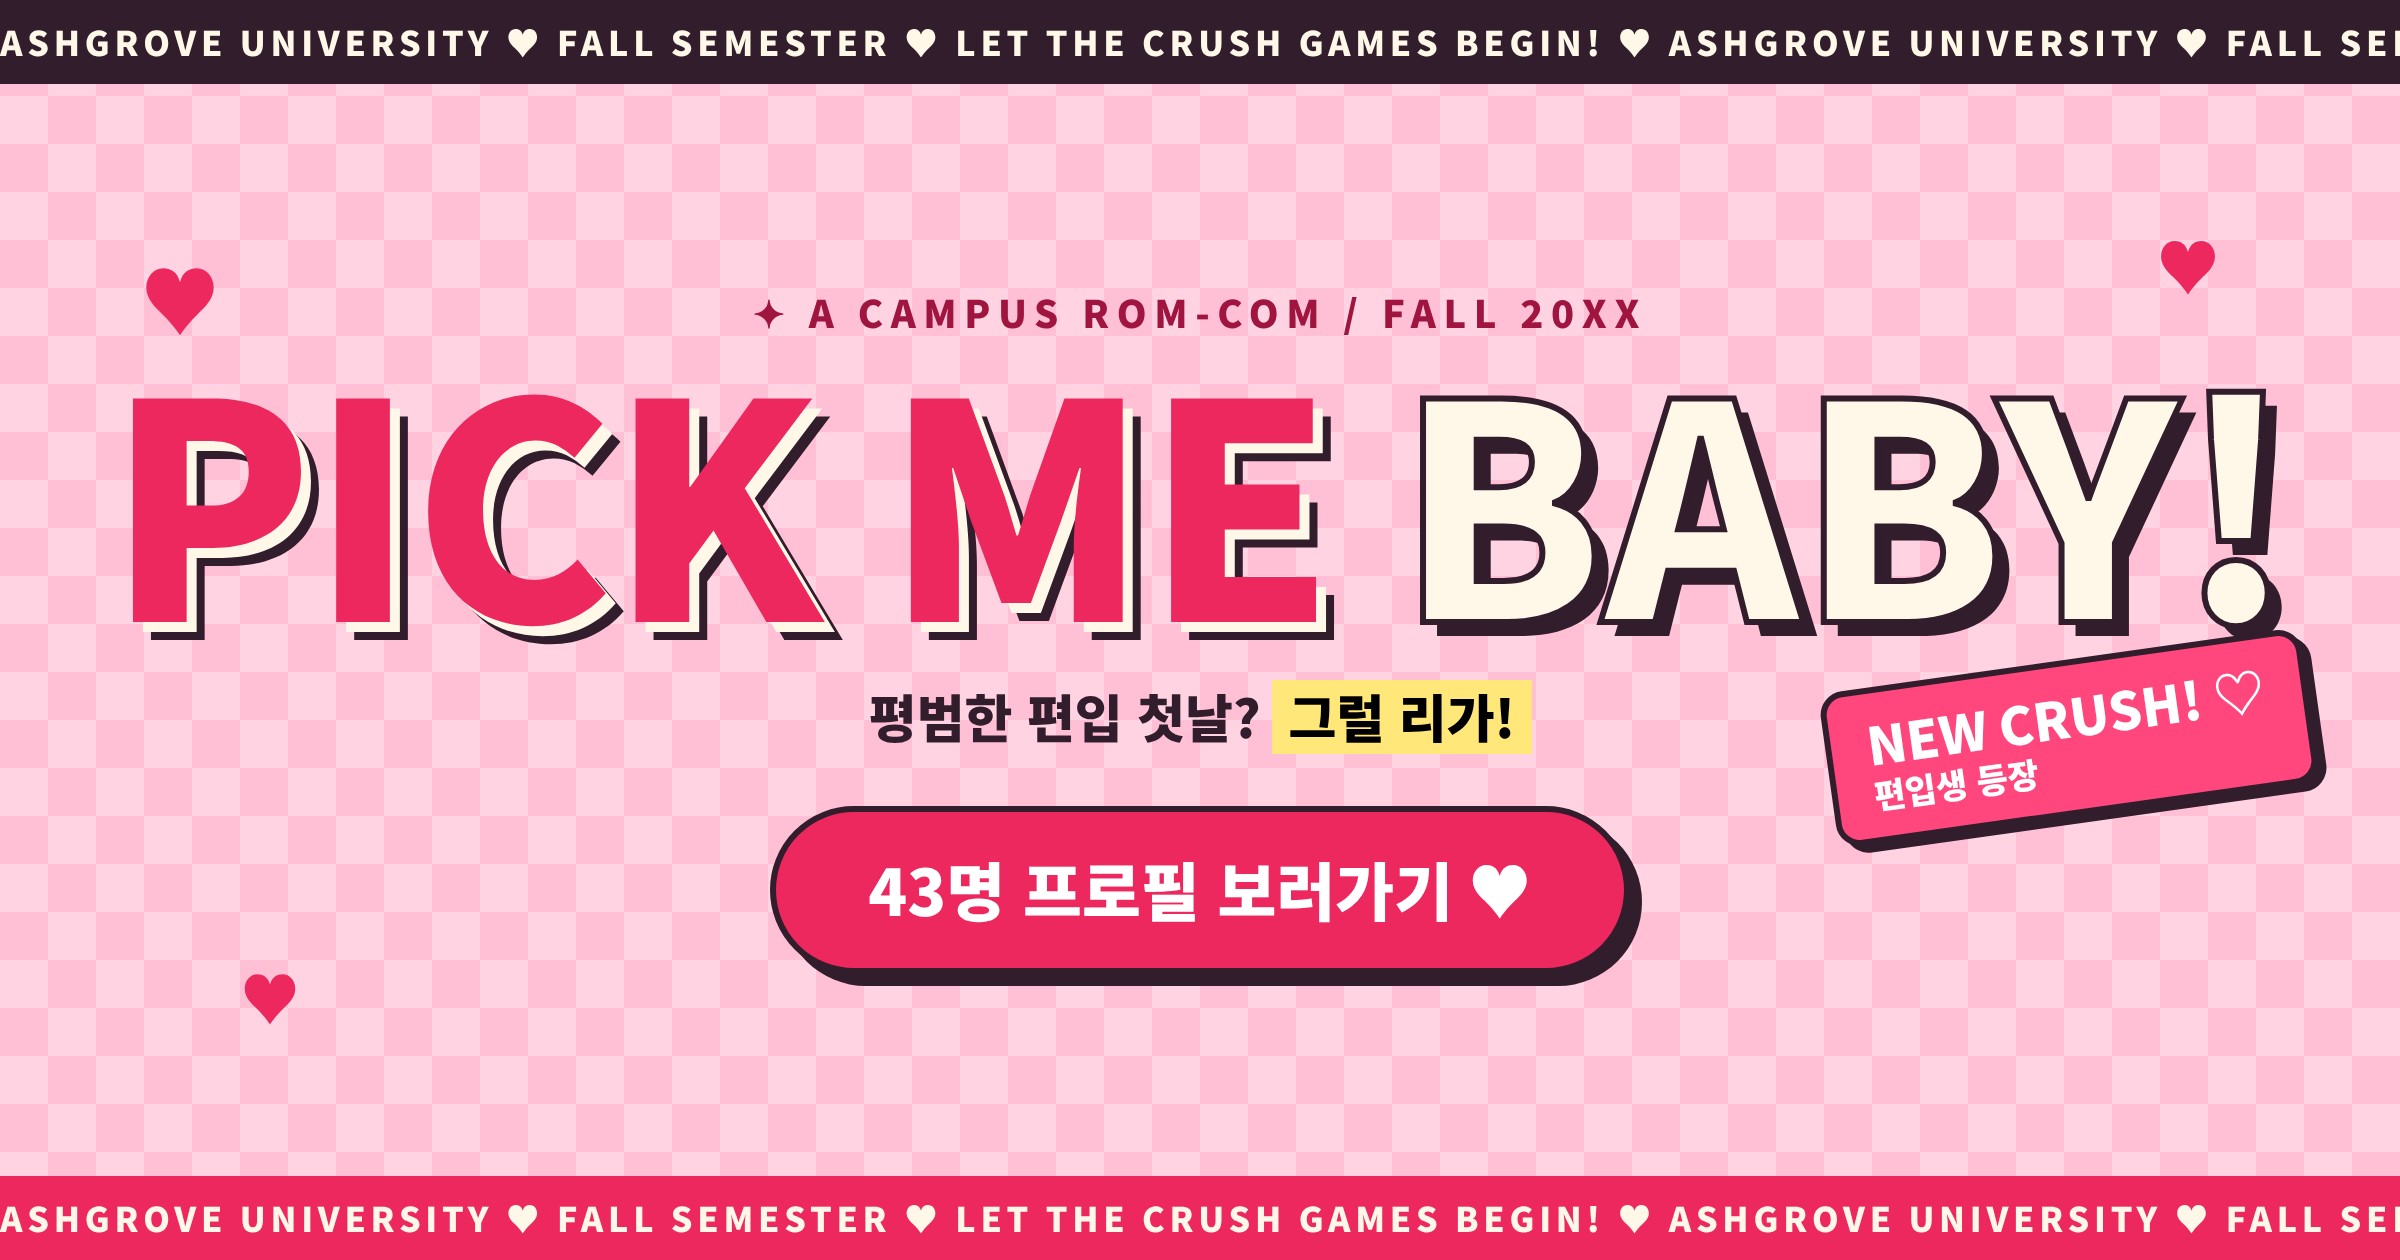 ASHGROVE UNIVERSITY ♥ FALL SEMESTER ♥ LET THE CRUSH GAMES BEGIN! ♥ ASHGROVE UNIVERSITY ♥ FALL SE
✦ A CAMPUS ROM-COM / FALL 20XX
PICK ME BABY!
평범한 편입 첫날? 그럴 리가!
NEW CRUSH! ♡
편입생 등장
43명 프로필 보러가기 ♥
ASHGROVE UNIVERSITY ♥ FALL SEMESTER ♥ LET THE CRUSH GAMES BEGIN! ♥ ASHGROVE UNIVERSITY ♥ FALL SE